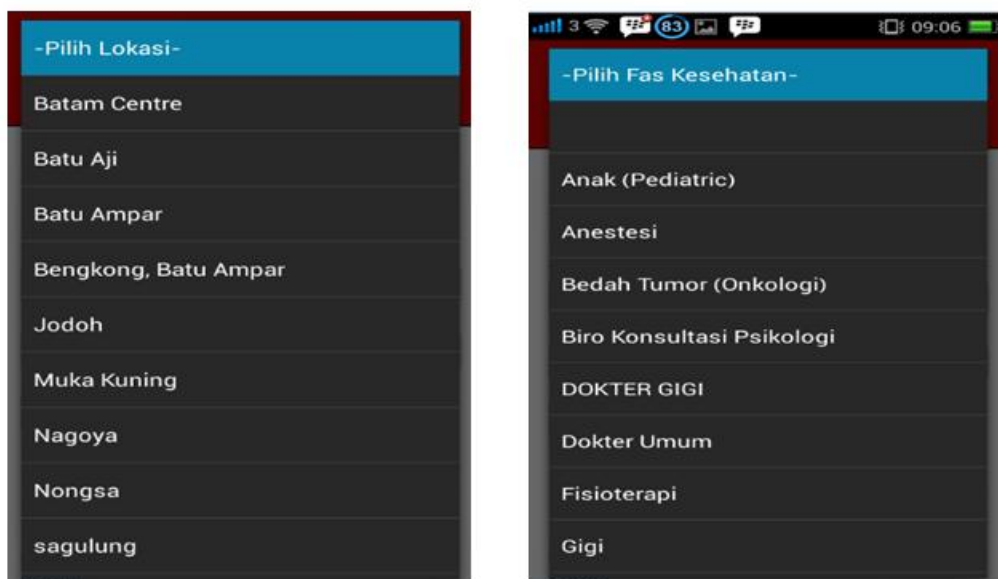 -Pilih Lokasi-
Batam Centre
Batu Aji
Batu Ampar
Bengkong, Batu Ampar
Jodoh
Muka Kuning
Nagoya
Nongsa
sagulung
3 83 09:06
-Pilih Fas Kesehatan-
Anak (Pediatric)
Anestesi
Bedah Tumor (Onkologi)
Biro Konsultasi Psikologi
DOKTER GIGI
Dokter Umum
Fisioterapi
Gigi